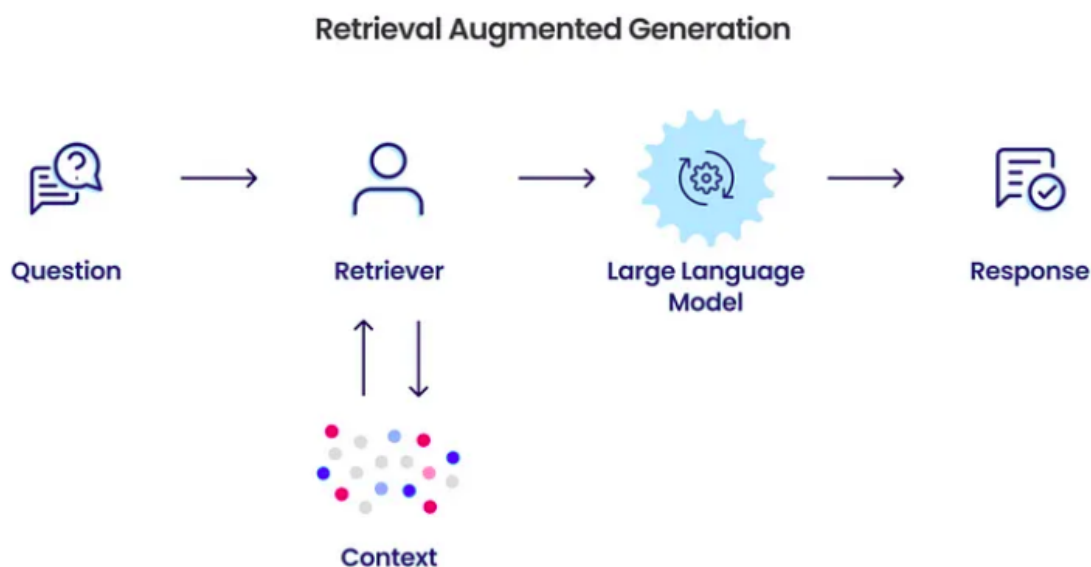 Retrieval Augmented Generation
?
Question
Retriever
Large Language
Model
Response
Context